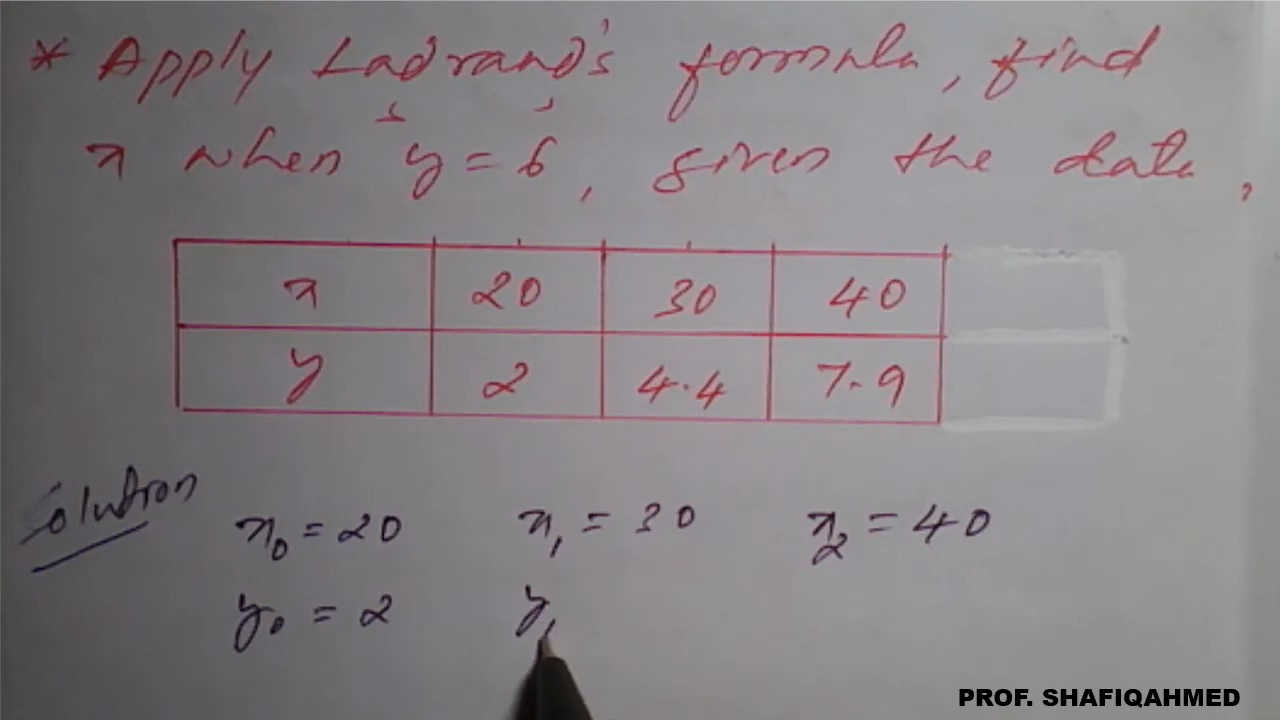 * Apply Lagrang's formula, find
x when y = 6, given the data,
x 20 30 40
y 2 4.4 7.9
Solution
x₀ = 20 x₁ = 30 x₂ = 40
y₀ = 2 y₁
PROF. SHAFIQAHMED